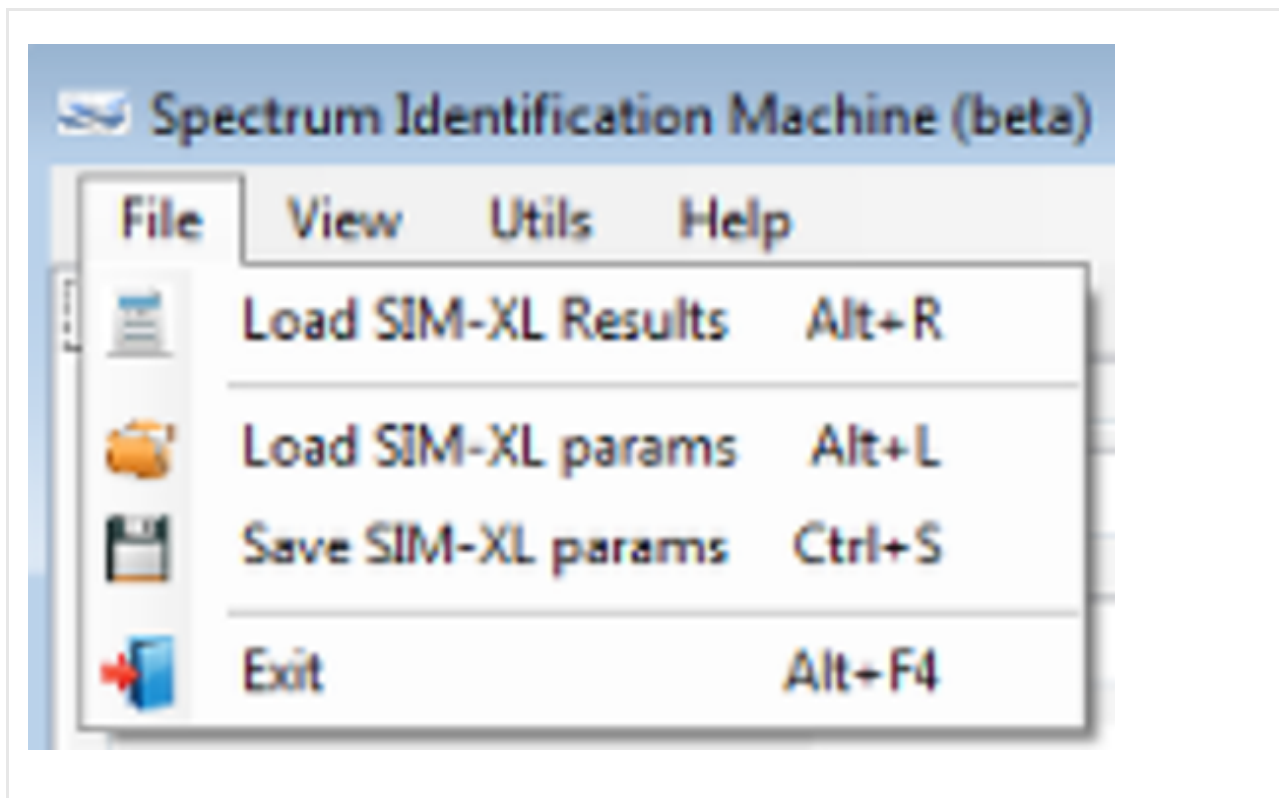 Spectrum Identification Machine (beta)
File View Utils Help
Load SIM-XL Results Alt+R
Load SIM-XL params Alt+L
Save SIM-XL params Ctrl+S
Exit Alt+F4